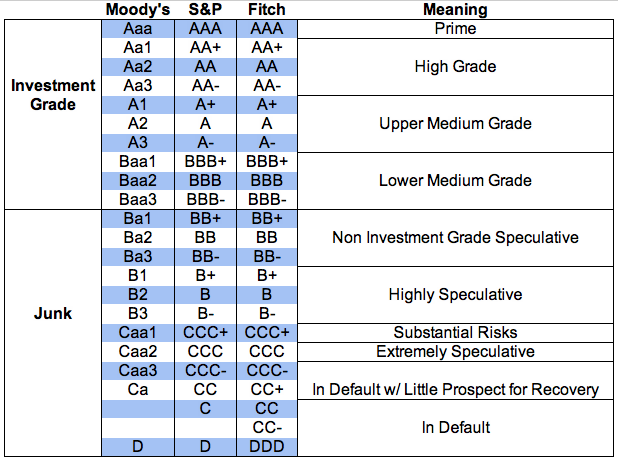 Moody's S&P Fitch Meaning
Aaa AAA AAA Prime
Aa1 AA+ AA+
Aa2 AA AA High Grade
Investment Aa3 AA- AA-
Grade A1 A+ A+
A2 A A Upper Medium Grade
A3 A- A-
Baa1 BBB+ BBB+
Baa2 BBB BBB Lower Medium Grade
Baa3 BBB- BBB-
Ba1 BB+ BB+
Ba2 BB BB Non Investment Grade Speculative
Ba3 BB- BB-
B1 B+ B+
B2 B B Highly Speculative
Junk B3 B- B-
Caa1 CCC+ CCC+ Substantial Risks
Caa2 CCC CCC Extremely Speculative
Caa3 CCC- CCC-
Ca CC CC+ In Default w/ Little Prospect for Recovery
C CC
CC- In Default
D D DDD